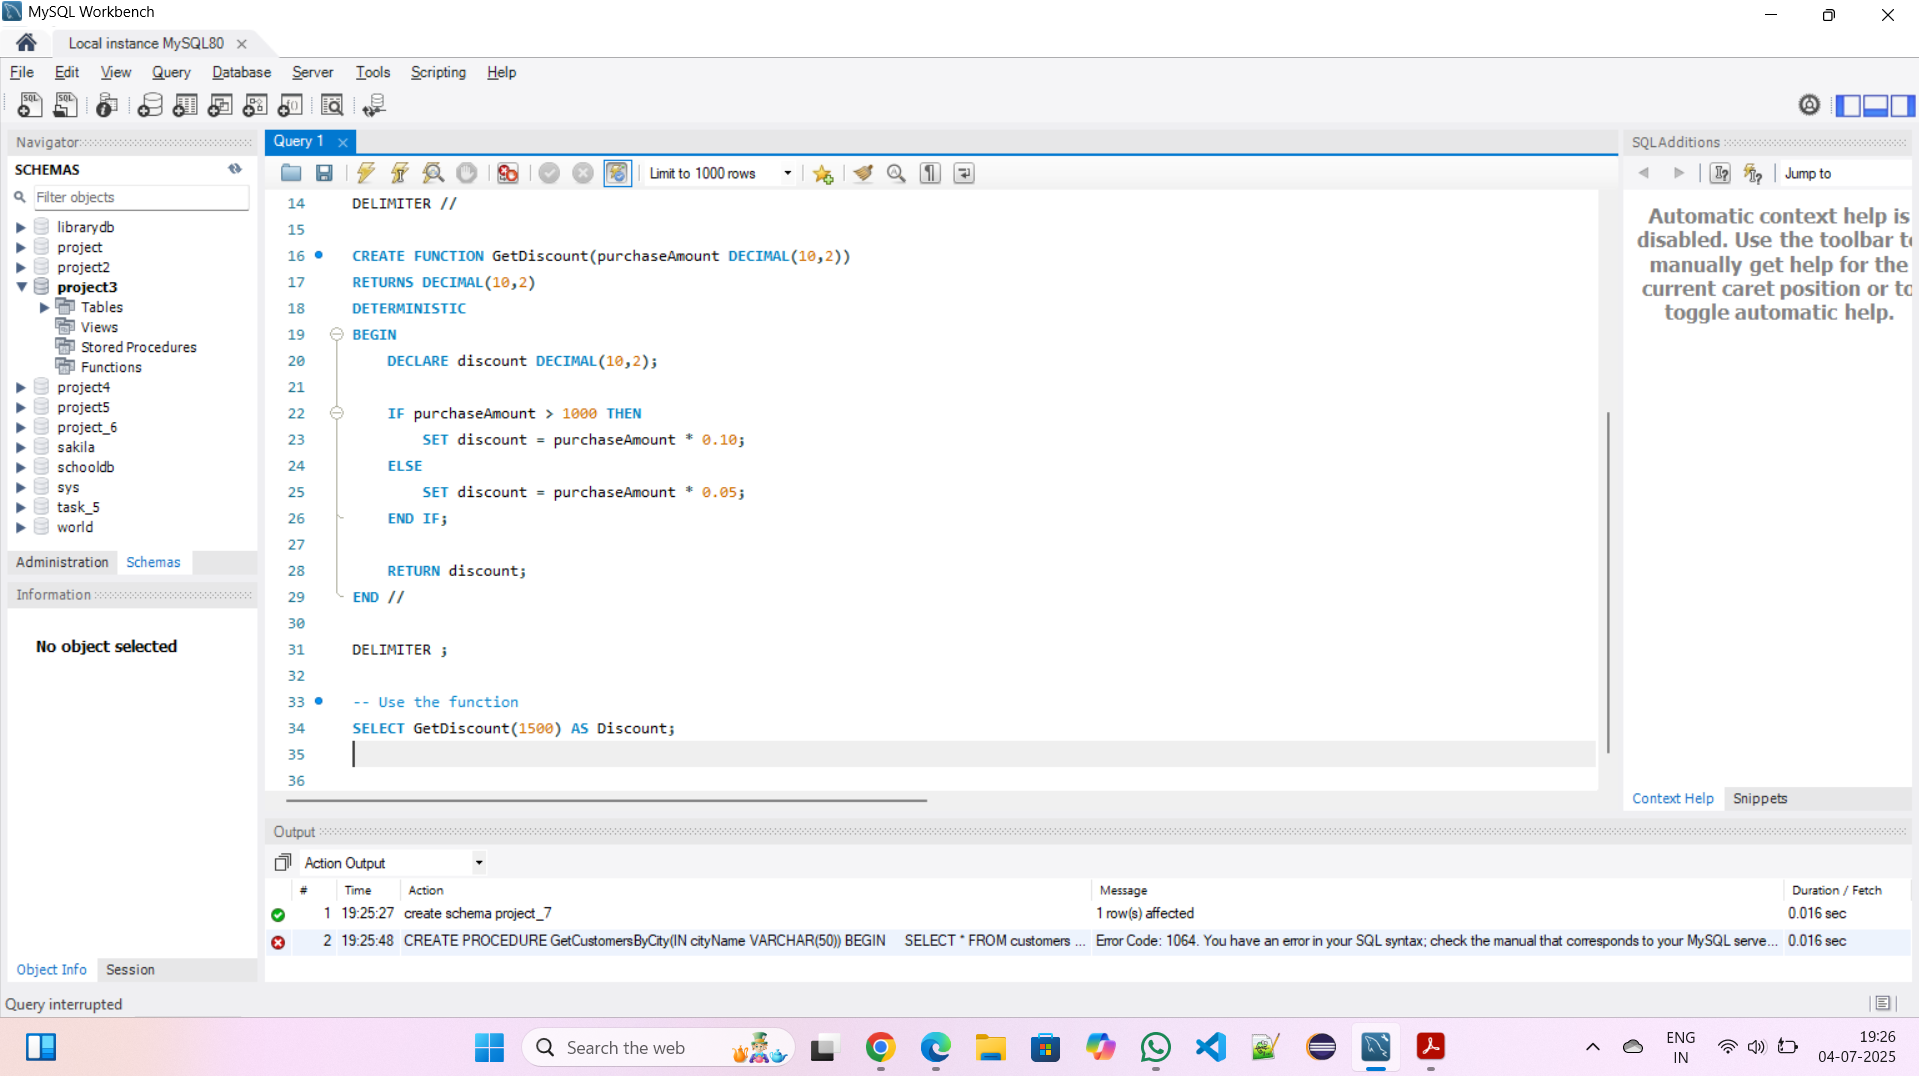 MySQL Workbench
Local instance MySQL80
File Edit View Query Database Server Tools Scripting Help
Navigator
SCHEMAS
Filter objects
librarydb
project
project2
project3
Tables
Views
Stored Procedures
Functions
project4
project5
project_6
sakila
schooldb
sys
task_5
world
Administration Schemas
Information
No object selected
Object Info Session
Query 1
Limit to 1000 rows
14 DELIMITER //
15
16 CREATE FUNCTION GetDiscount(purchaseAmount DECIMAL(10,2))
17 RETURNS DECIMAL(10,2)
18 DETERMINISTIC
19 BEGIN
20 DECLARE discount DECIMAL(10,2);
21
22 IF purchaseAmount > 1000 THEN
23 SET discount = purchaseAmount * 0.10;
24 ELSE
25 SET discount = purchaseAmount * 0.05;
26 END IF;
27
28 RETURN discount;
29 END //
30
31 DELIMITER ;
32
33 -- Use the function
34 SELECT GetDiscount(1500) AS Discount;
35
36
SQLAdditions
Jump to
Automatic context help is
disabled. Use the toolbar to
manually get help for the
current caret position or to
toggle automatic help.
Context Help Snippets
Output
Action Output
# Time Action Message Duration / Fetch
1 19:25:27 create schema project_7 1 row(s) affected 0.016 sec
2 19:25:48 CREATE PROCEDURE GetCustomersByCity(IN cityName VARCHAR(50)) BEGIN SELECT * FROM customers ... Error Code: 1064. You have an error in your SQL syntax; check the manual that corresponds to your MySQL serve... 0.016 sec
Query interrupted
Search the web
ENG
IN
19:26
04-07-2025